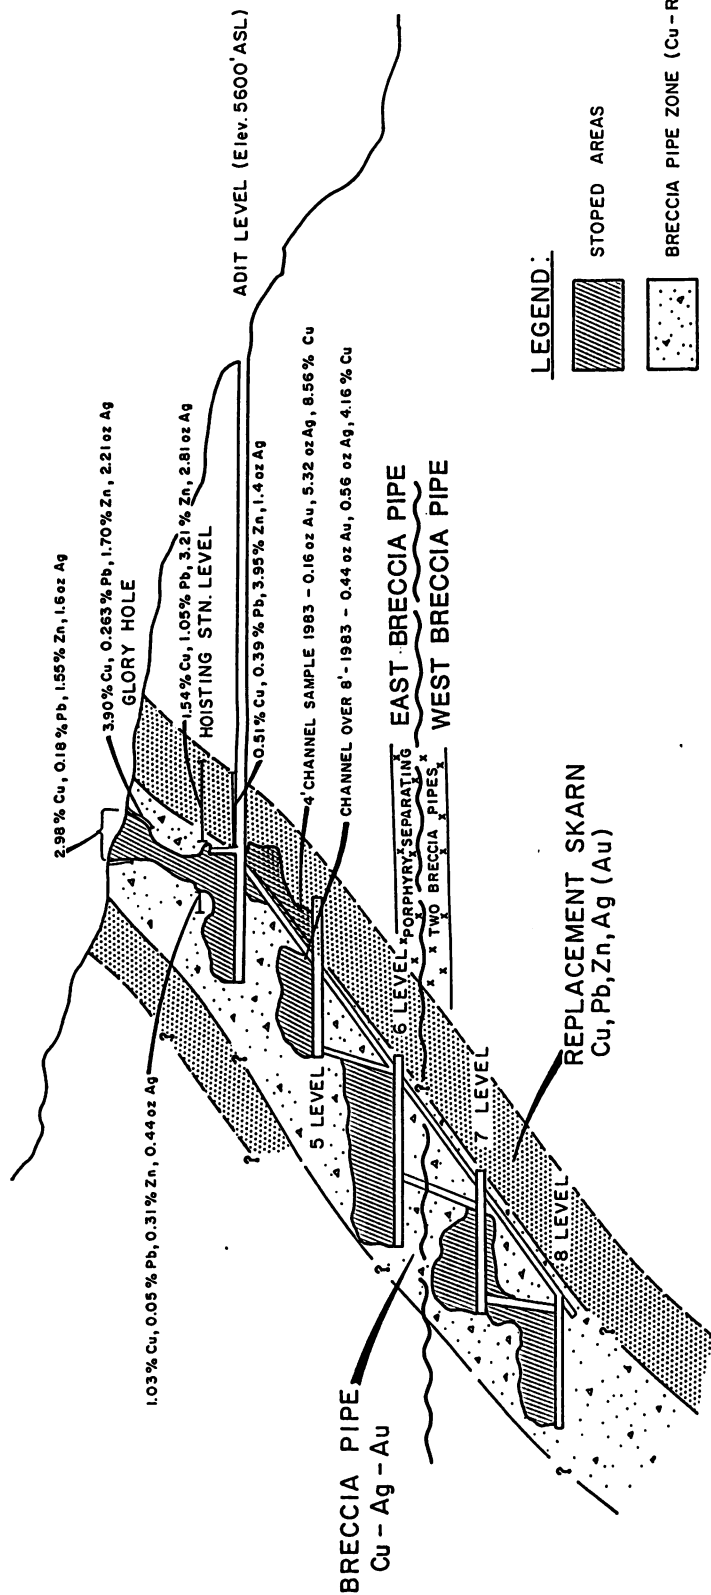 2.98% Cu, 0.18% Pb, 1.55% Zn, 1.6 oz Ag
3.90% Cu, 0.263% Pb, 1.70% Zn, 2.21 oz Ag
GLORY HOLE
1.54% Cu, 1.05% Pb, 3.21% Zn, 2.81 oz Ag
HOISTING STN. LEVEL
ADIT LEVEL (Elev. 5600' ASL)
0.51% Cu, 0.39% Pb, 3.95% Zn, 1.4 oz Ag
1.03% Cu, 0.05% Pb, 0.31% Zn, 0.44 oz Ag
4' CHANNEL SAMPLE 1983 - 0.16 oz Au, 5.32 oz Ag, 8.56% Cu
CHANNEL OVER 8' - 1983 - 0.44 oz Au, 0.56 oz Ag, 4.16% Cu
5 LEVEL
6 LEVEL
PORPHYRY SEPARATING
TWO BRECCIA PIPES
EAST BRECCIA PIPE
WEST BRECCIA PIPE
7 LEVEL
8 LEVEL
BRECCIA PIPE
Cu - Ag - Au
REPLACEMENT SKARN
Cu, Pb, Zn, Ag (Au)
?
?
?
?
?
?
?
LEGEND:
STOPED AREAS
BRECCIA PIPE ZONE (Cu-R